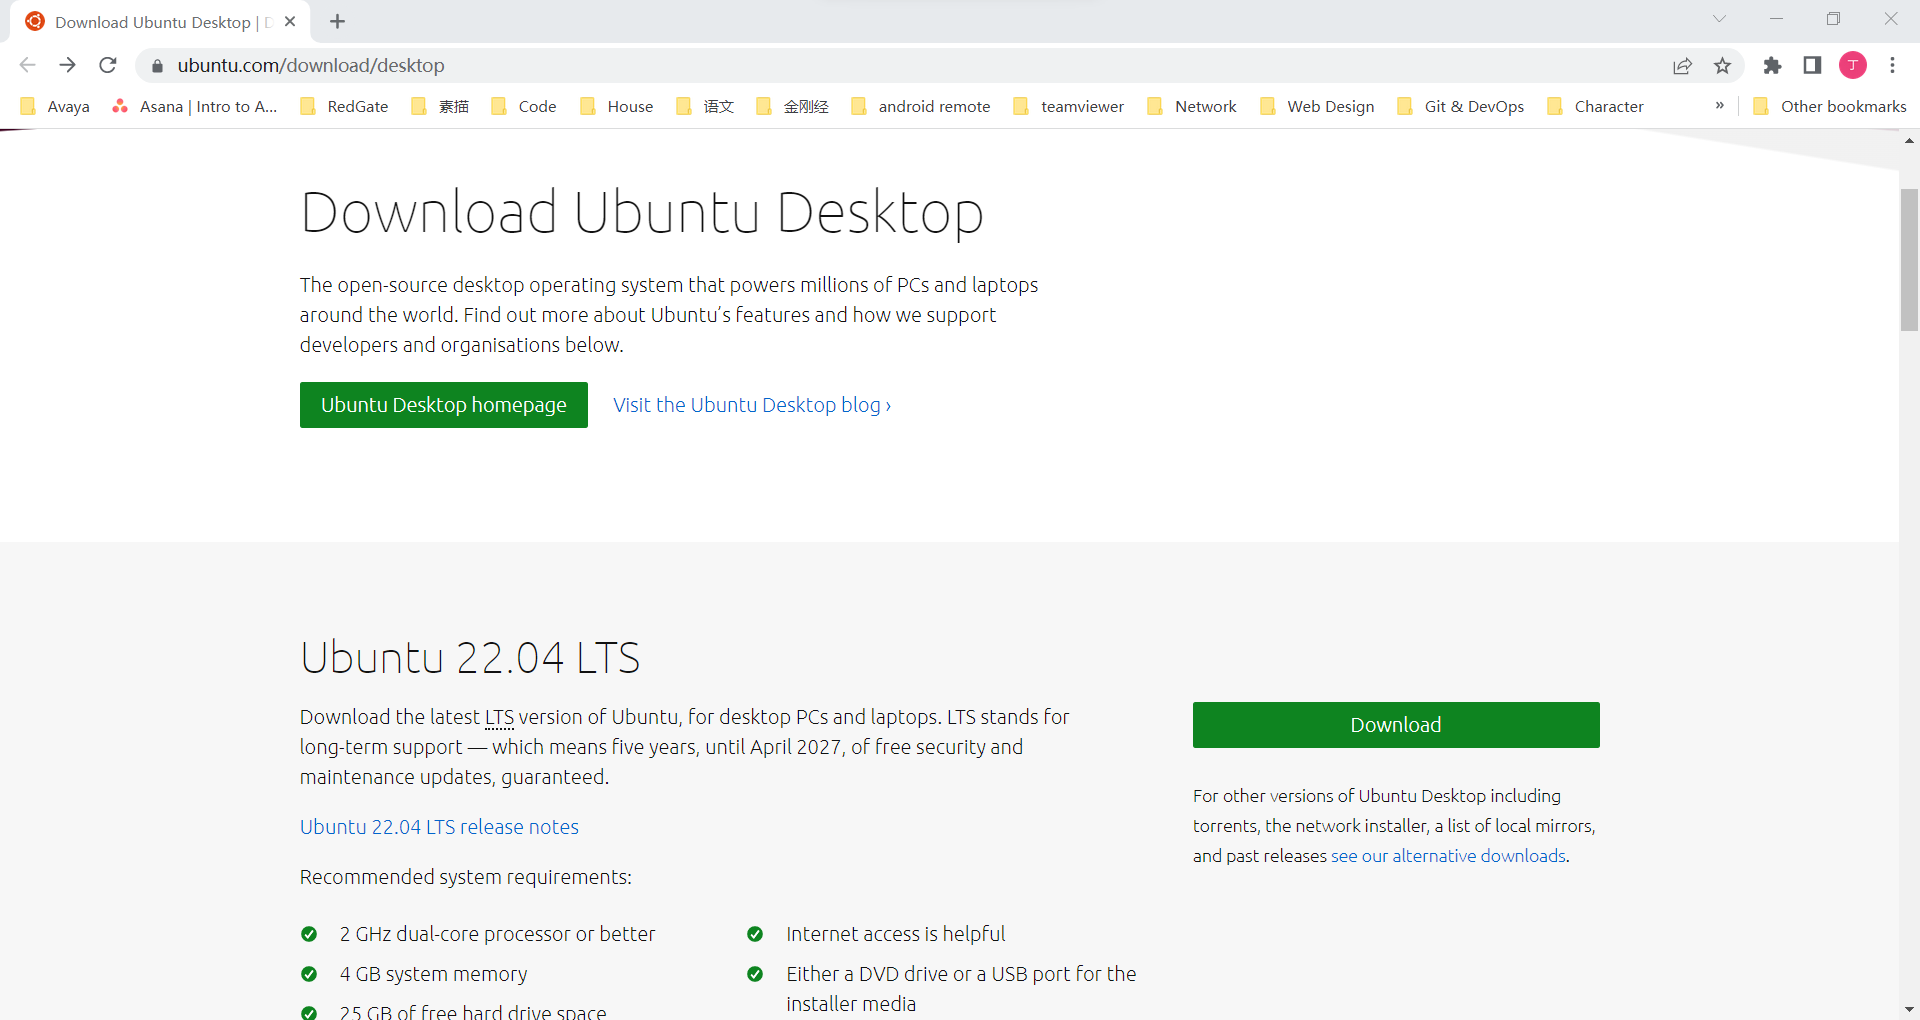 Download Ubuntu Desktop | D
ubuntu.com/download/desktop
丁
Avaya
Asana | Intro to A...
RedGate
素描
Code
House
语文
金刚经
android remote
teamviewer
Network
Web Design
Git & DevOps
Character
»
Other bookmarks
Download Ubuntu Desktop
The open-source desktop operating system that powers millions of PCs and laptops
around the world. Find out more about Ubuntu’s features and how we support
developers and organisations below.
Ubuntu Desktop homepage
Visit the Ubuntu Desktop blog ›
Ubuntu 22.04 LTS
Download the latest LTS version of Ubuntu, for desktop PCs and laptops. LTS stands for
long-term support — which means five years, until April 2027, of free security and
maintenance updates, guaranteed.
Ubuntu 22.04 LTS release notes
Recommended system requirements:
2 GHz dual-core processor or better
4 GB system memory
25 GB of free hard drive space
Internet access is helpful
Either a DVD drive or a USB port for the
installer media
Download
For other versions of Ubuntu Desktop including
torrents, the network installer, a list of local mirrors,
and past releases see our alternative downloads.